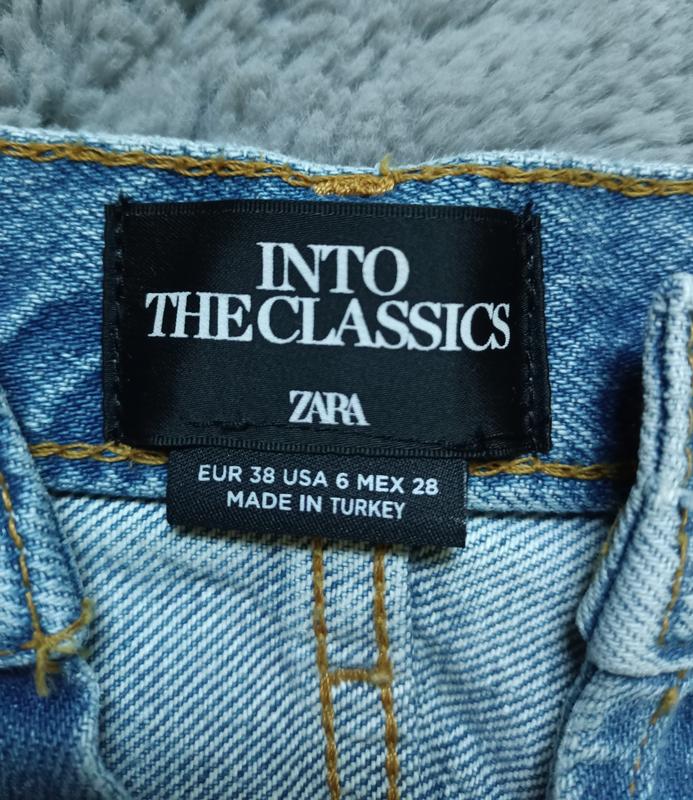 INTO
THE CLASSICS
ZARA
EUR 38 USA 6 MEX 28
MADE IN TURKEY